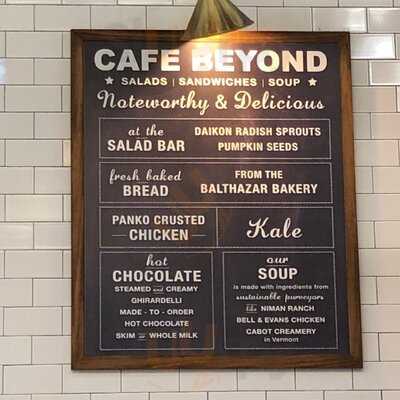 CAFE BEYOND
★ SALADS | SANDWICHES | SOUP ★
Noteworthy & Delicious
at the
SALAD BAR
DAIKON RADISH SPROUTS
PUMPKIN SEEDS
fresh baked
BREAD
FROM THE
BALTHAZAR BAKERY
PANKO CRUSTED
CHICKEN
Kale
hot
CHOCOLATE
STEAMED and CREAMY
GHIRARDELLI
MADE - TO - ORDER
HOT CHOCOLATE
SKIM or WHOLE MILK
our
SOUP
is made with ingredients from
sustainable purveyors
like NIMAN RANCH
BELL & EVANS CHICKEN
CABOT CREAMERY
in Vermont